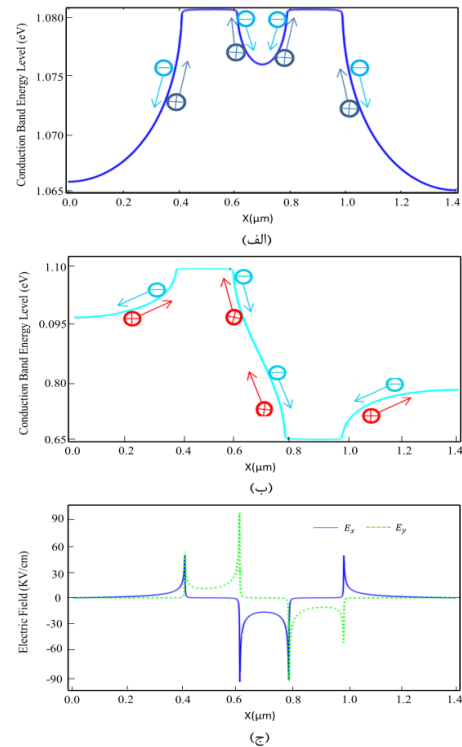 Conduction Band Energy Level (eV)
1.080
1.075
1.070
1.065
0 0.2 0.4 0.6 0.8 1.0 1.2 1.4
X(μm)
(الف)
Conduction Band Energy Level (eV)
1.10
0.095
0.80
0.65
0 0.2 0.4 0.6 0.8 1.0 1.2 1.4
X(μm)
(ب)
Electric Field (KV/cm)
90
60
30
0
-30
-60
-90
Ex Ey
0 0.2 0.4 0.6 0.8 1.0 1.2 1.4
X(μm)
(ج)